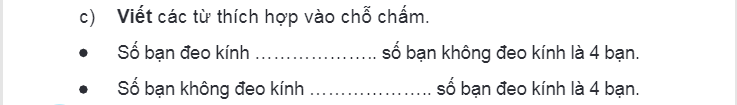 c) Viết các từ thích hợp vào chỗ chấm.
• Số bạn đeo kính ………………….. số bạn không đeo kính là 4 bạn.
• Số bạn không đeo kính ………………….. số bạn đeo kính là 4 bạn.